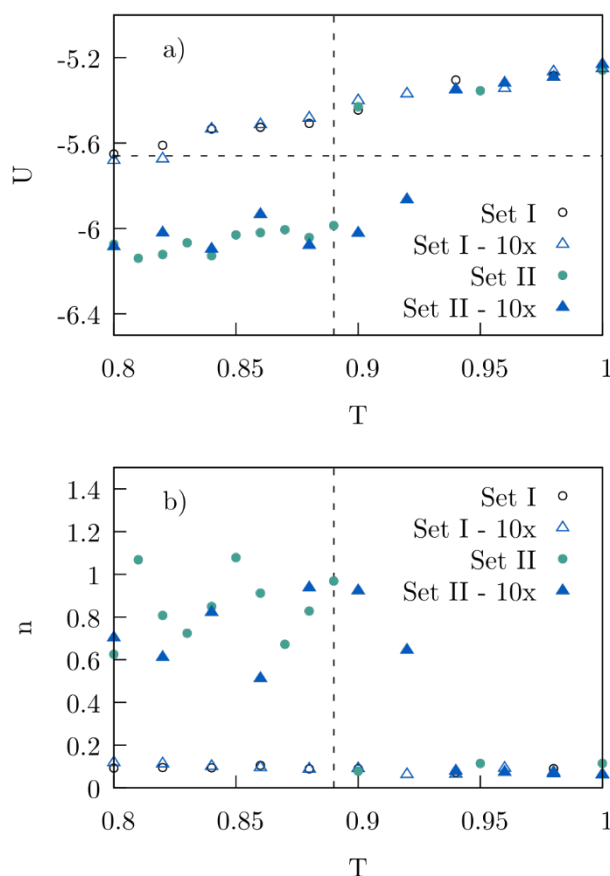 a)
-5.2
-5.6
-6
-6.4
U
Set I
Set I - 10x
Set II
Set II - 10x
0.8 0.85 0.9 0.95 1
T
b)
1.4
1.2
1
0.8
0.6
0.4
0.2
0
n
Set I
Set I - 10x
Set II
Set II - 10x
0.8 0.85 0.9 0.95 1
T